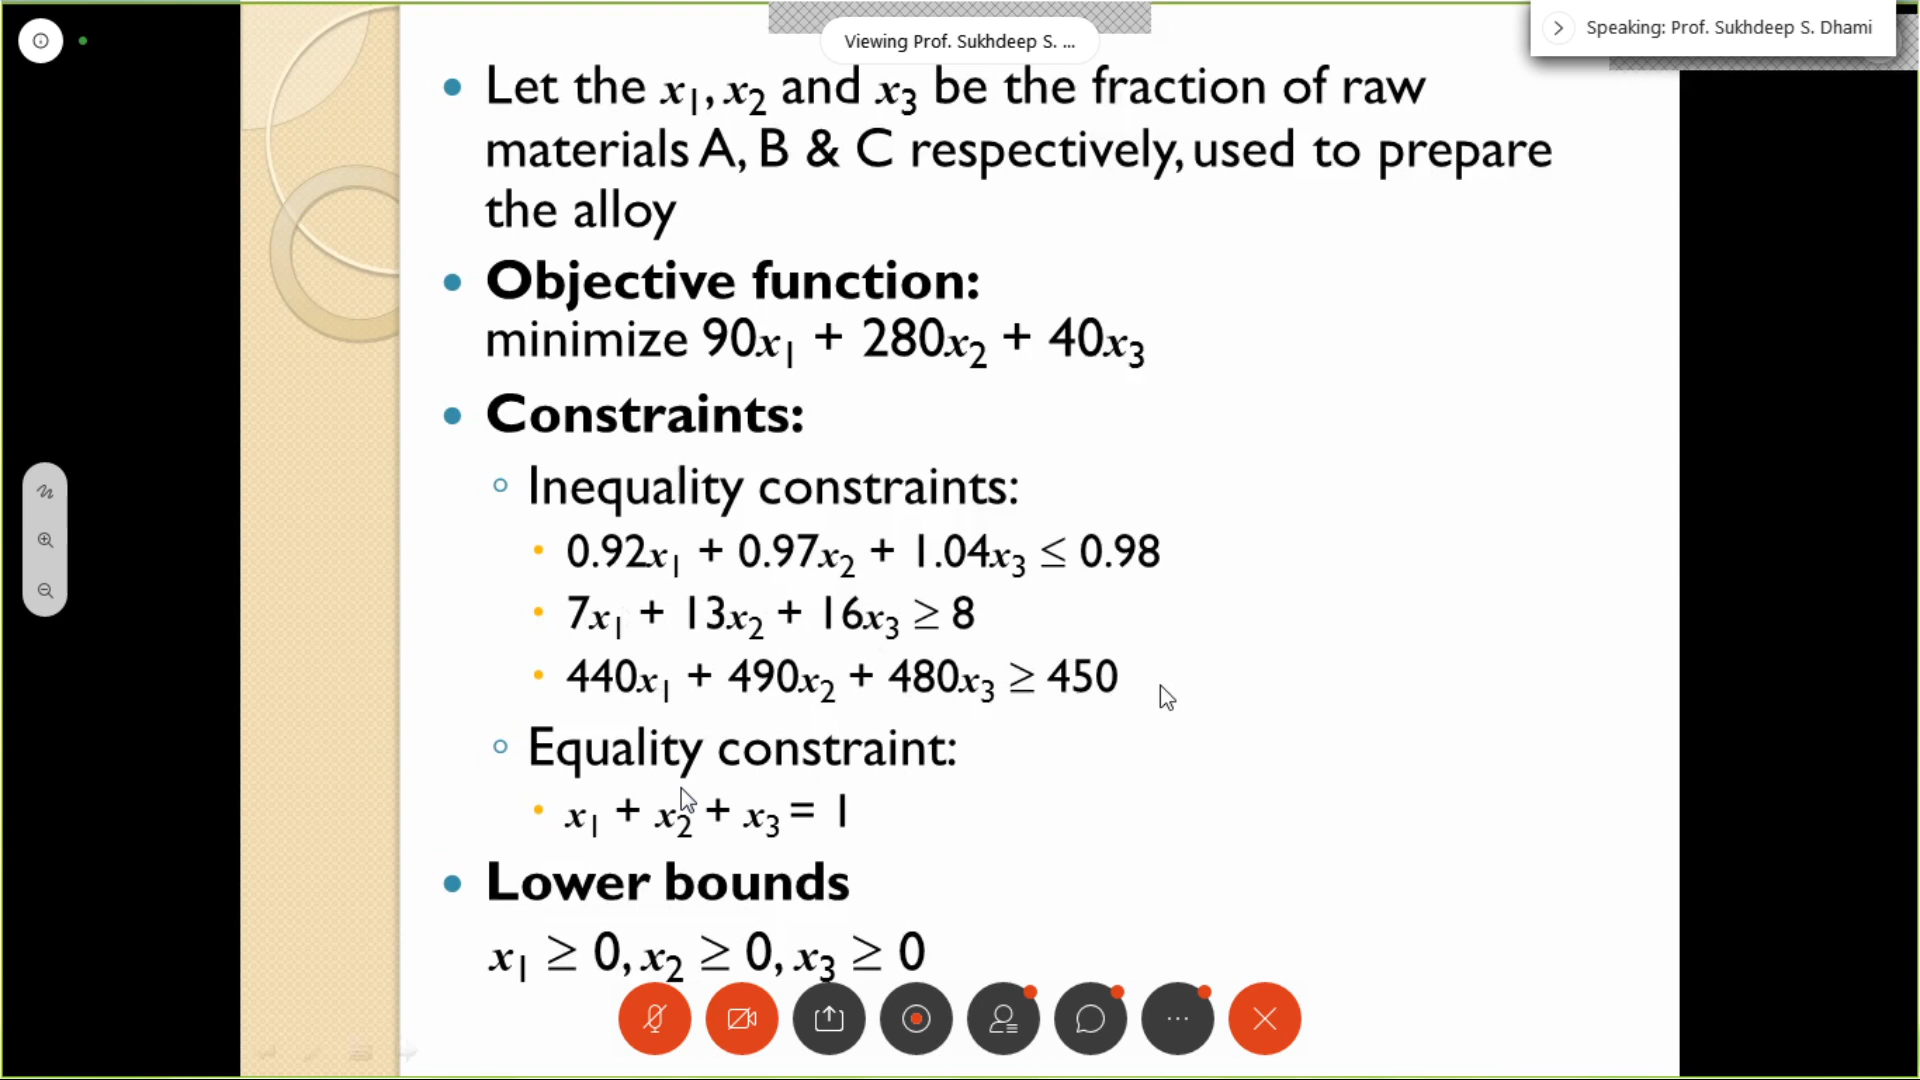 Viewing Prof. Sukhdeep S. ...
Speaking: Prof. Sukhdeep S. Dhami
• Let the x₁, x₂ and x₃ be the fraction of raw
materials A, B & C respectively, used to prepare
the alloy
• Objective function:
minimize 90x₁ + 280x₂ + 40x₃
• Constraints:
◦ Inequality constraints:
• 0.92x₁ + 0.97x₂ + 1.04x₃ ≤ 0.98
• 7x₁ + 13x₂ + 16x₃ ≥ 8
• 440x₁ + 490x₂ + 480x₃ ≥ 450
◦ Equality constraint:
• x₁ + x₂ + x₃ = 1
• Lower bounds
x₁ ≥ 0, x₂ ≥ 0, x₃ ≥ 0